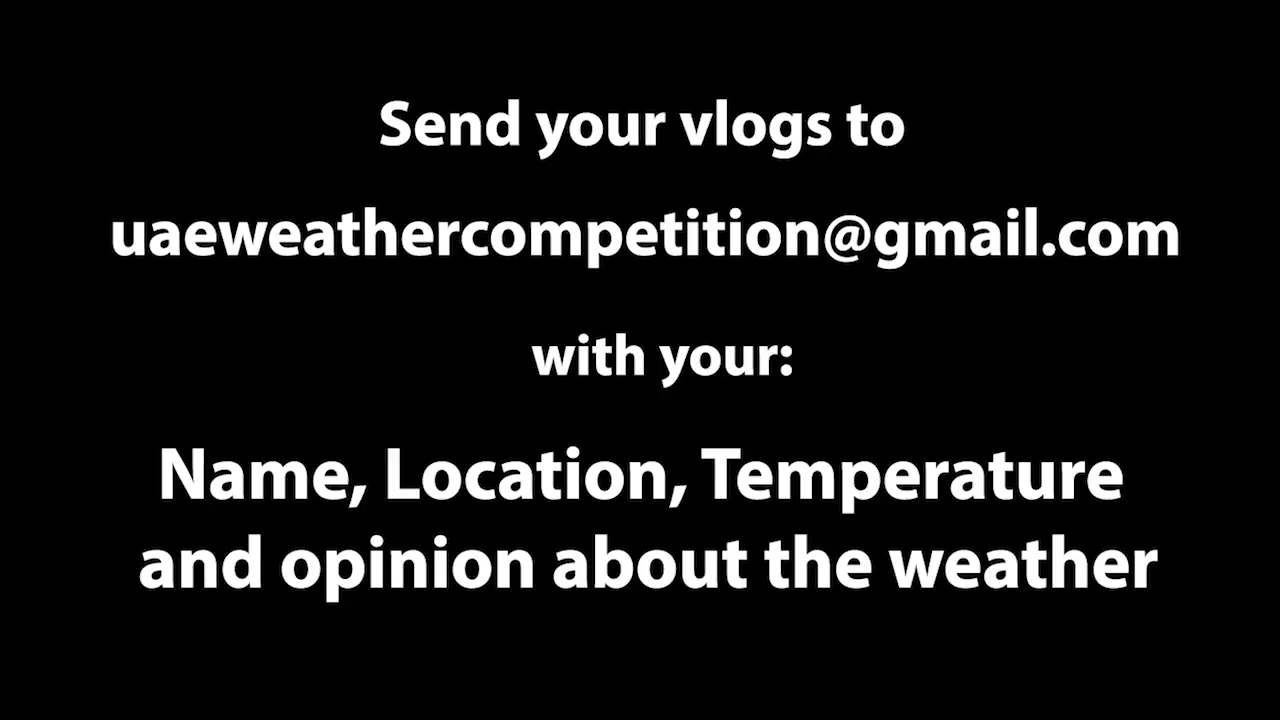 Send your vlogs to
uaeweathercompetition@gmail.com
with your:
Name, Location, Temperature
and opinion about the weather